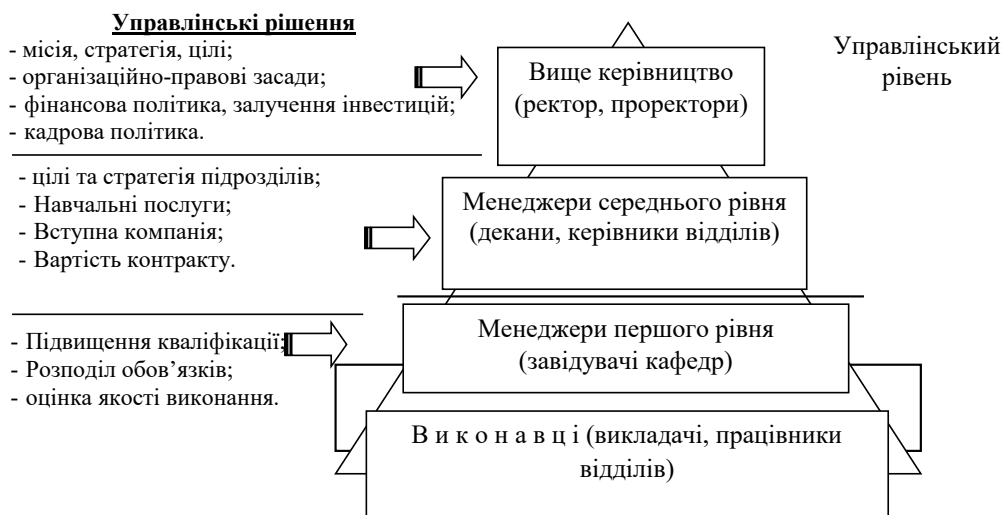 Управлінські рішення
- місія, стратегія, цілі;
- організаційно-правові засади;
- фінансова політика, залучення інвестицій;
- кадрова політика.
Вище керівництво
(ректор, проректори)
Управлінський
рівень
- цілі та стратегія підрозділів;
- Навчальні послуги;
- Вступна компанія;
- Вартість контракту.
Менеджери середнього рівня
(декани, керівники відділів)
- Підвищення кваліфікації;
- Розподіл обов’язків;
- оцінка якості виконання.
Менеджери першого рівня
(завідувачі кафедр)
В и к о н а в ц і (викладачі, працівники
відділів)